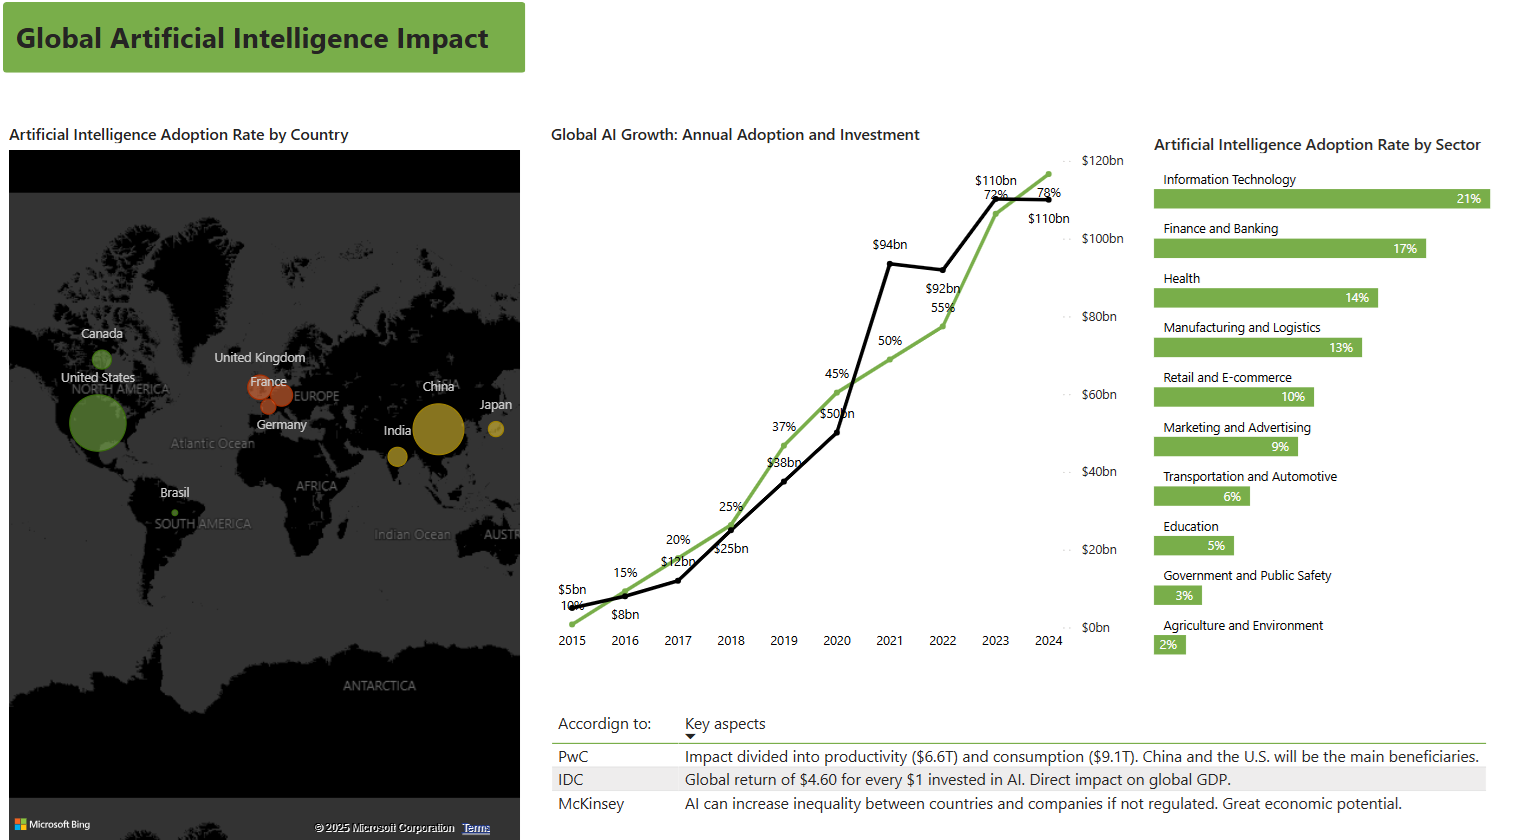 Global Artificial Intelligence Impact
Artificial Intelligence Adoption Rate by Country
Canada
United States
NORTH AMERICA
United Kingdom
France
EUROPE
Germany
China
ASIA
Japan
India
Atlantic Ocean
AFRICA
Brasil
SOUTH AMERICA
Indian Ocean
AUSTR
ANTARCTICA
Microsoft Bing
© 2025 Microsoft Corporation Terms
Global AI Growth: Annual Adoption and Investment
$120bn
$100bn
$80bn
$60bn
$40bn
$20bn
$0bn
$5bn
10%
15%
$8bn
20%
$12bn
25%
$25bn
37%
$38bn
45%
$50bn
$94bn
50%
$92bn
55%
$110bn
72%
78%
$110bn
2015 2016 2017 2018 2019 2020 2021 2022 2023 2024
Artificial Intelligence Adoption Rate by Sector
Information Technology
21%
Finance and Banking
17%
Health
14%
Manufacturing and Logistics
13%
Retail and E-commerce
10%
Marketing and Advertising
9%
Transportation and Automotive
6%
Education
5%
Government and Public Safety
3%
Agriculture and Environment
2%
Accordign to: Key aspects
PwC Impact divided into productivity ($6.6T) and consumption ($9.1T). China and the U.S. will be the main beneficiaries.
IDC Global return of $4.60 for every $1 invested in AI. Direct impact on global GDP.
McKinsey AI can increase inequality between countries and companies if not regulated. Great economic potential.